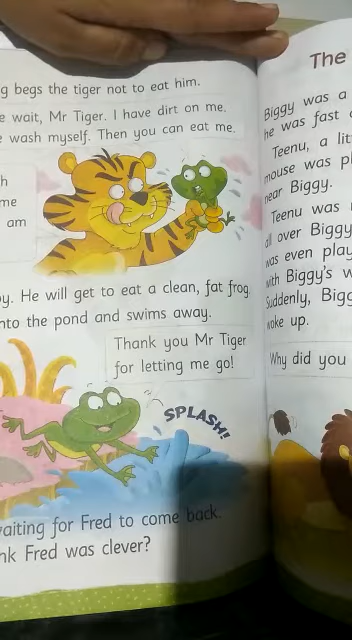 g begs the tiger not to eat him.
e wait, Mr Tiger. I have dirt on me.
wash myself. Then you can eat me.
h
me
am
y. He will get to eat a clean, fat frog
nto the pond and swims away.
Thank you Mr Tiger
for letting me go!
SPLASH!
vaiting for Fred to come back.
nk Fred was clever?
The
Biggy was a
he was fast
Teenu, a lit
mouse was pl
near Biggy.
Teenu was
all over Biggy
was even play
with Biggy's w
Suddenly, Bigg
woke up.
Why did you